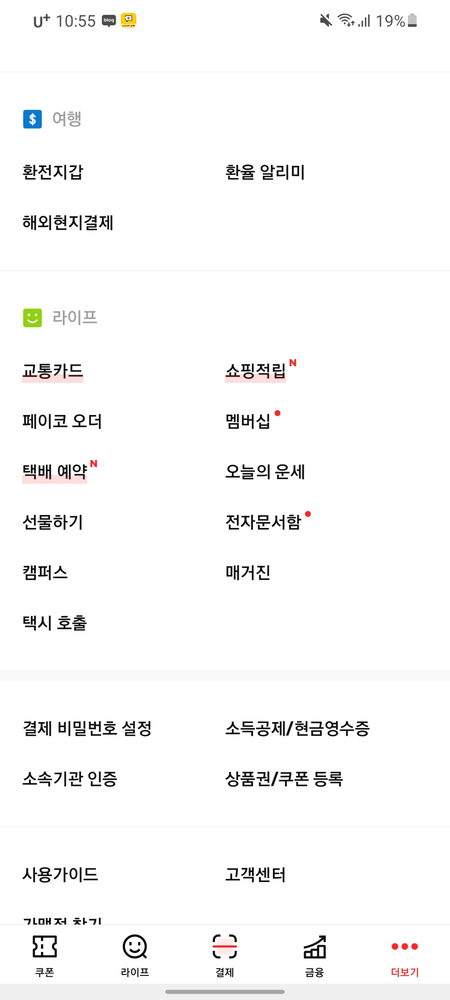 U+ 10:55 blog 19%
$ 여행
환전지갑 환율 알리미
해외현지결제
라이프
교통카드 쇼핑적립 N
페이코 오더 멤버십
택배 예약 N 오늘의 운세
선물하기 전자문서함
캠퍼스 매거진
택시 호출
결제 비밀번호 설정 소득공제/현금영수증
소속기관 인증 상품권/쿠폰 등록
사용가이드 고객센터
가맹점 찾기
쿠폰 라이프 결제 금융 더보기